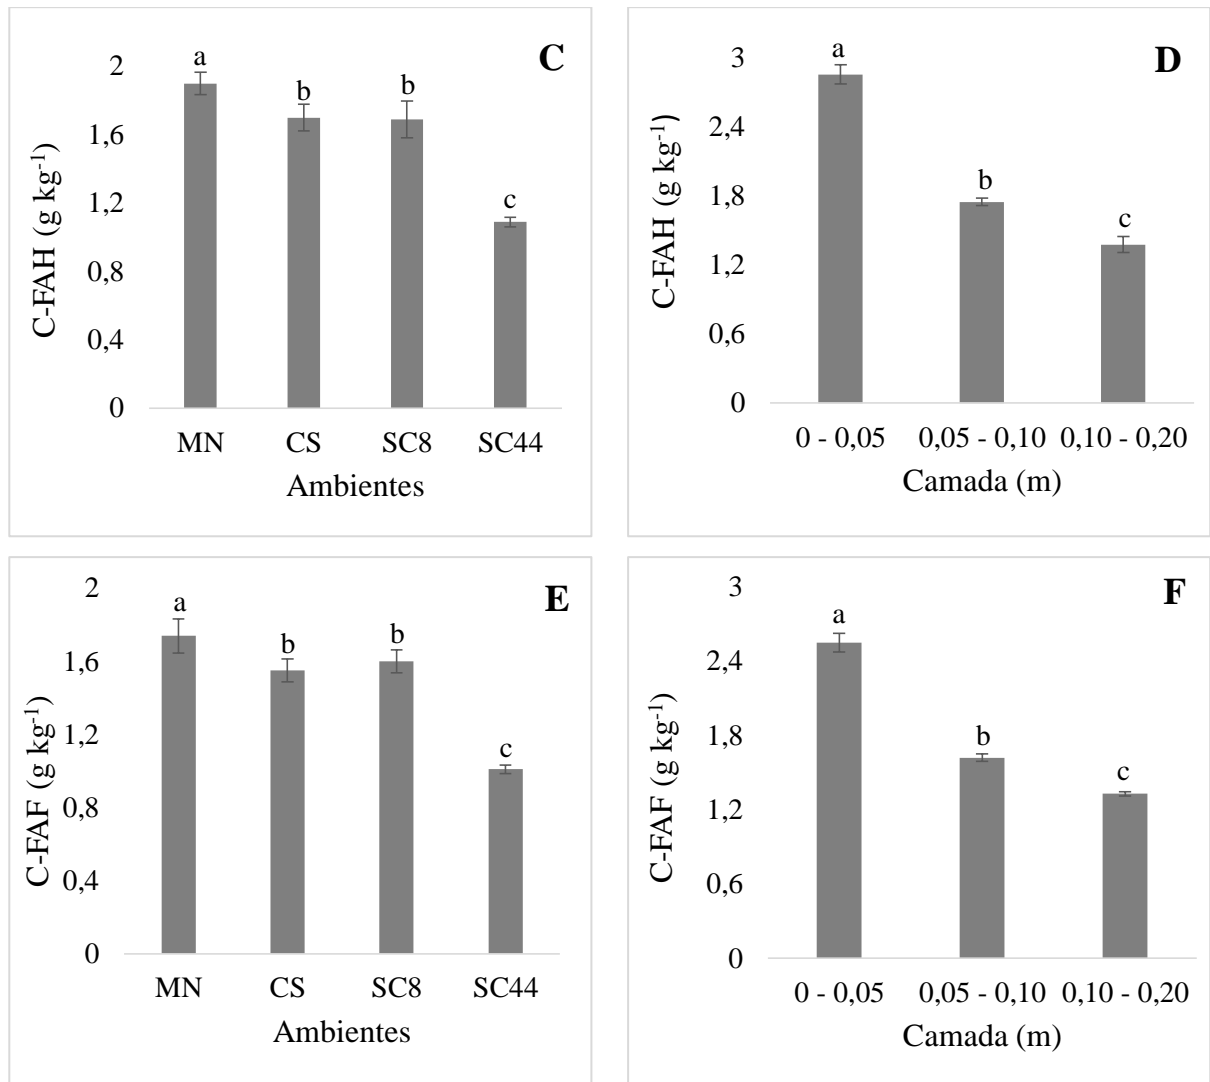 C
C-FAH (g kg⁻¹)
2
1,6
1,2
0,8
0,4
0
a
b
b
c
MN CS SC8 SC44
Ambientes
D
C-FAH (g kg⁻¹)
3
2,4
1,8
1,2
0,6
0
a
b
c
0 - 0,05 0,05 - 0,10 0,10 - 0,20
Camada (m)
E
C-FAF (g kg⁻¹)
2
1,6
1,2
0,8
0,4
0
a
b
b
c
MN CS SC8 SC44
Ambientes
F
C-FAF (g kg⁻¹)
3
2,4
1,8
1,2
0,6
0
a
b
c
0 - 0,05 0,05 - 0,10 0,10 - 0,20
Camada (m)